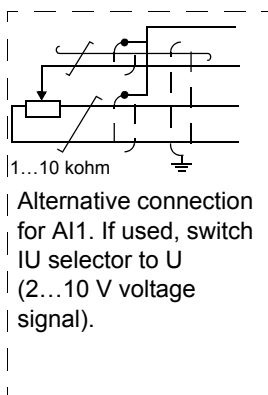 1…10 kohm
Alternative connection
for AI1. If used, switch
IU selector to U
(2…10 V voltage
signal).